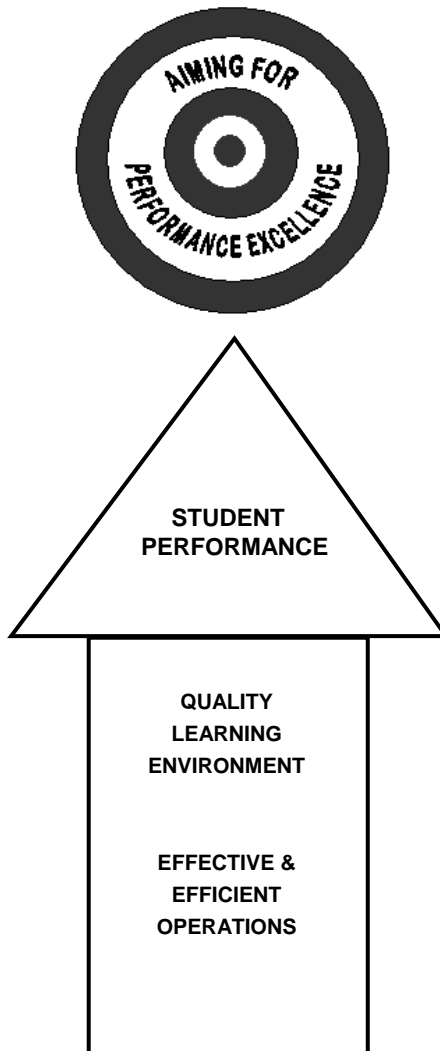 AIMING FOR
PERFORMANCE EXCELLENCE
STUDENT
PERFORMANCE
QUALITY
LEARNING
ENVIRONMENT
EFFECTIVE &
EFFICIENT
OPERATIONS